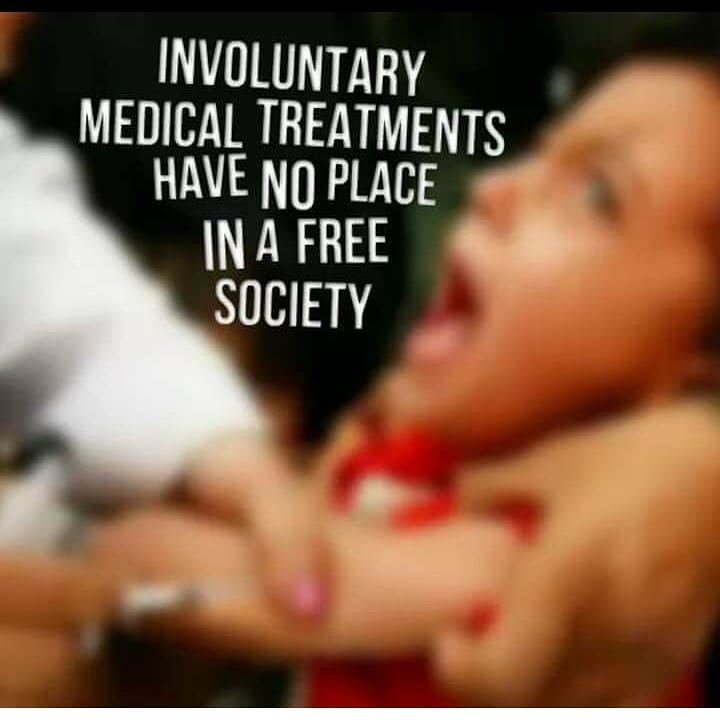 INVOLUNTARY
MEDICAL TREATMENTS
HAVE NO PLACE
IN A FREE
SOCIETY